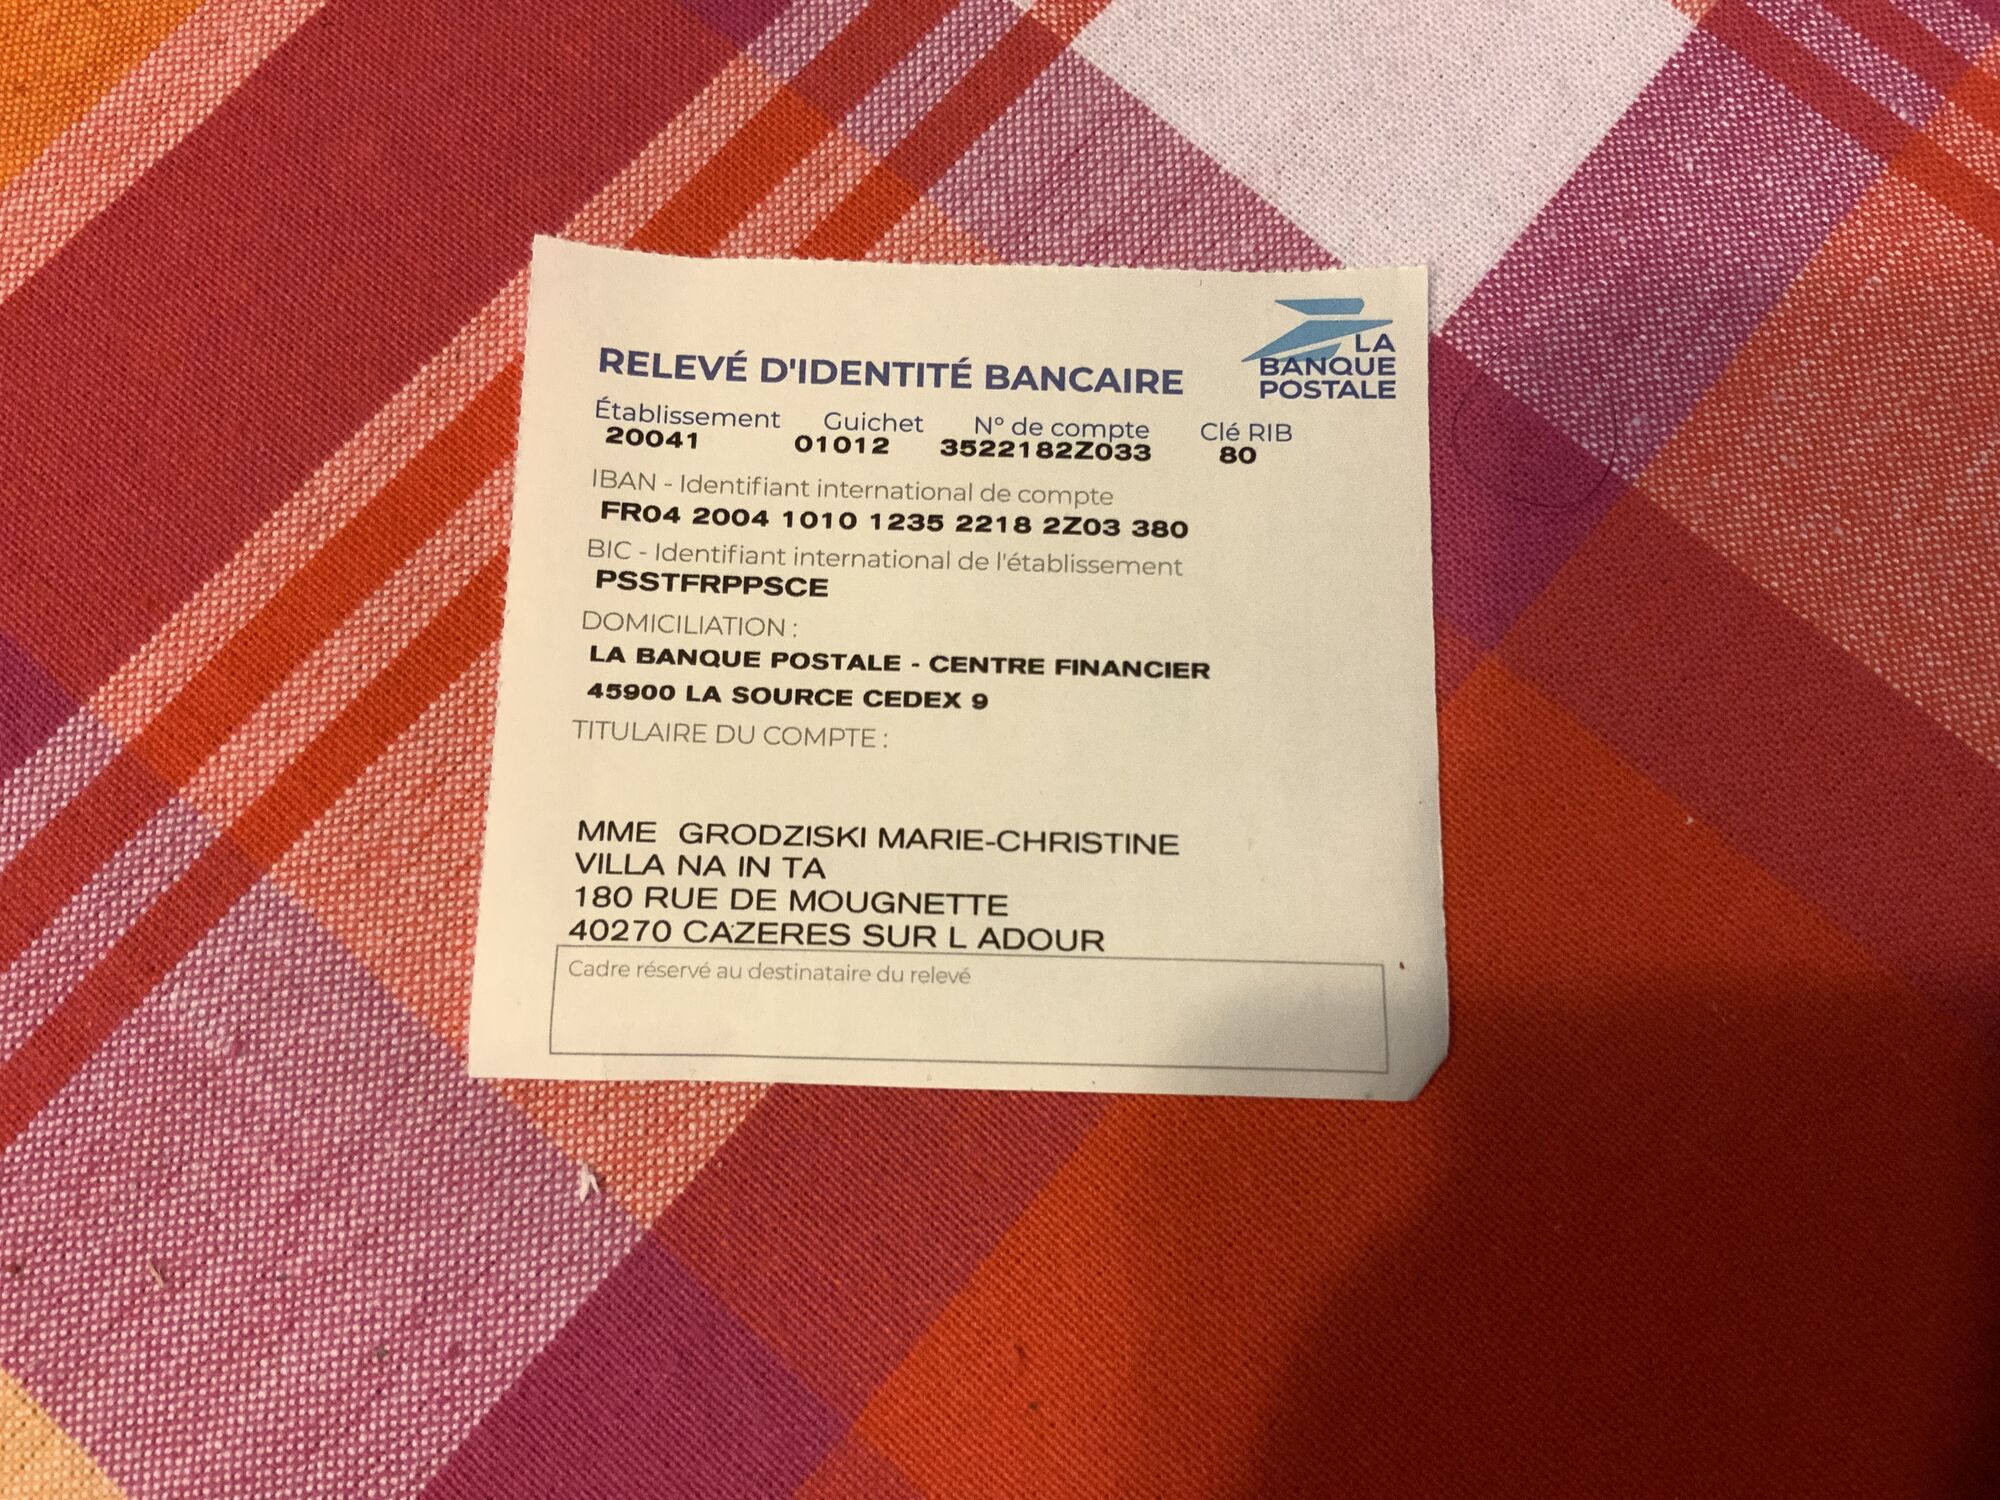 LA
BANQUE
POSTALE
RELEVÉ D'IDENTITÉ BANCAIRE
Établissement Guichet N° de compte Clé RIB
20041 01012 3522182Z033 80
IBAN - Identifiant international de compte
FR04 2004 1010 1235 2218 2Z03 380
BIC - Identifiant international de l'établissement
PSSTFRPPSCE
DOMICILIATION :
LA BANQUE POSTALE - CENTRE FINANCIER
45900 LA SOURCE CEDEX 9
TITULAIRE DU COMPTE :
MME GRODZISKI MARIE-CHRISTINE
VILLA NA IN TA
180 RUE DE MOUGNETTE
40270 CAZERES SUR L ADOUR
Cadre réservé au destinataire du relevé